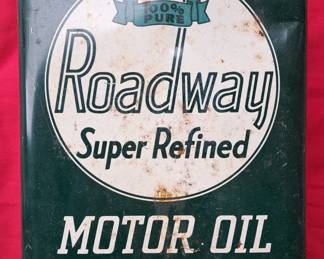 100%
PURE
Roadway
Super Refined
MOTOR OIL